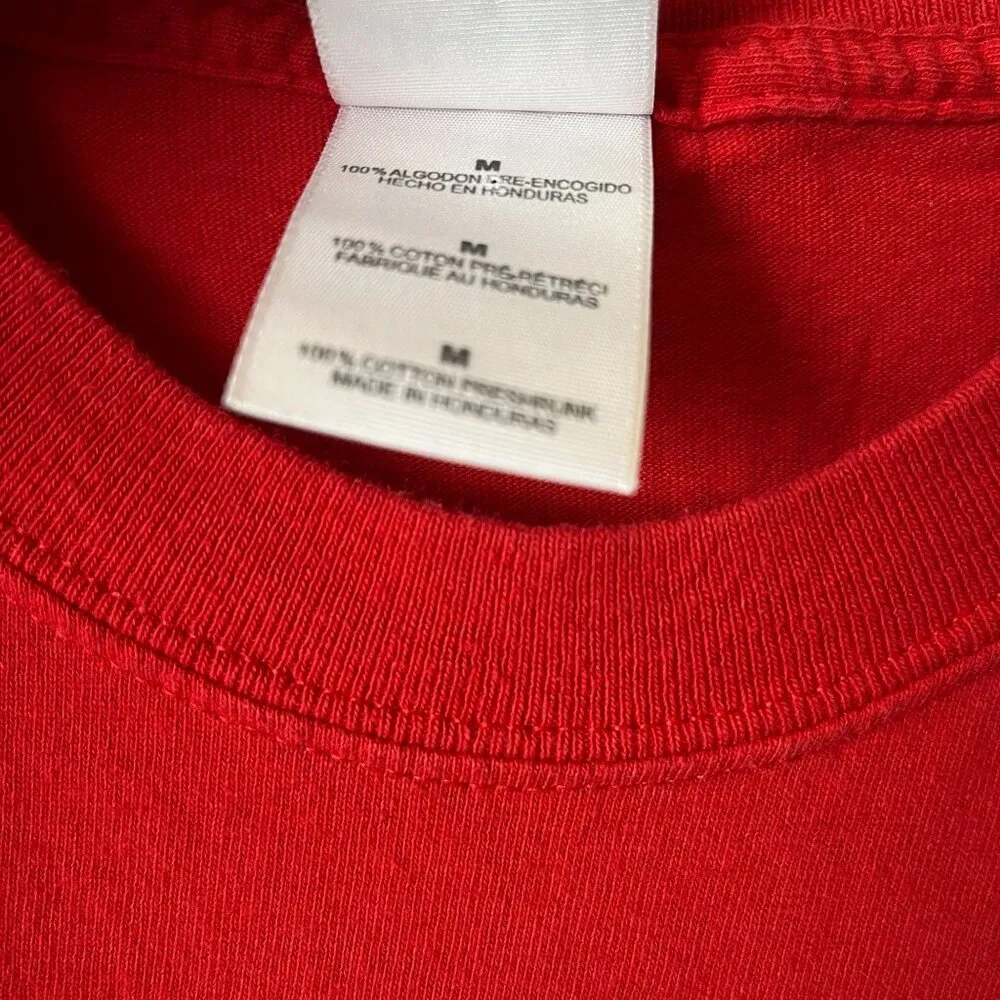 M
100% ALGODON PRE-ENCOGIDO
HECHO EN HONDURAS
M
100% COTON PRÉ-RÉTRÉCI
FABRIQUÉ AU HONDURAS
M
100% COTTON PRESHRUNK
MADE IN HONDURAS